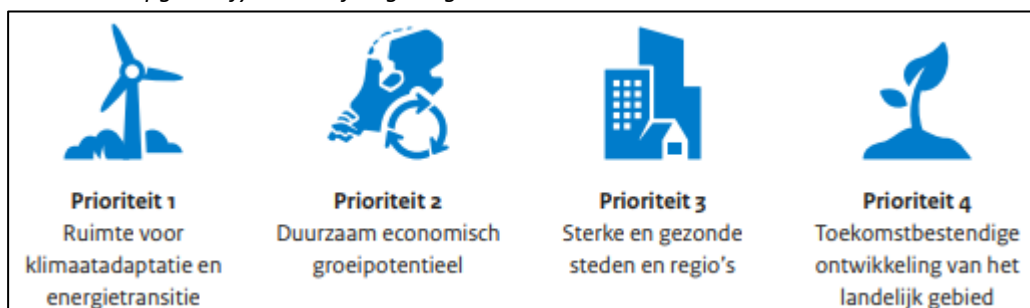 Prioriteit 1
Ruimte voor
klimaatadaptatie en
energietransitie
Prioriteit 2
Duurzaam economisch
groeipotentieel
Prioriteit 3
Sterke en gezonde
steden en regio's
Prioriteit 4
Toekomstbestendige
ontwikkeling van het
landelijk gebied